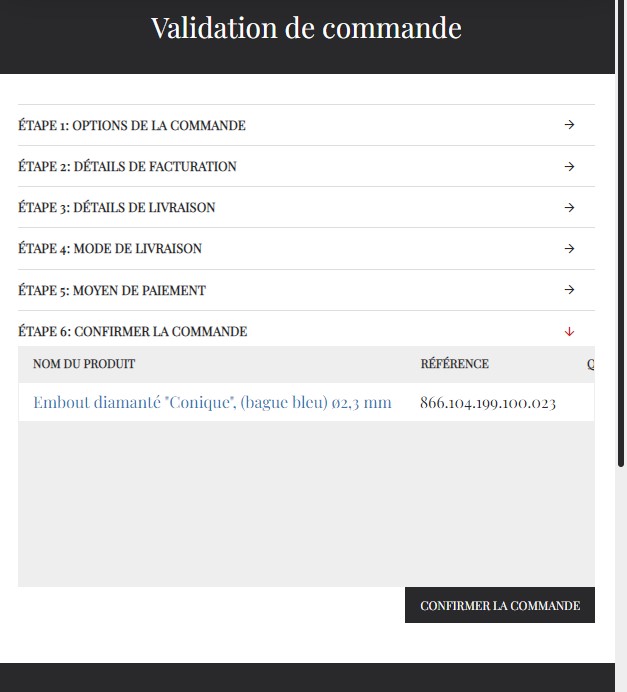 Validation de commande
ÉTAPE 1: OPTIONS DE LA COMMANDE
ÉTAPE 2: DÉTAILS DE FACTURATION
ÉTAPE 3: DÉTAILS DE LIVRAISON
ÉTAPE 4: MODE DE LIVRAISON
ÉTAPE 5: MOYEN DE PAIEMENT
ÉTAPE 6: CONFIRMER LA COMMANDE
NOM DU PRODUIT RÉFÉRENCE
Embout diamanté "Conique", (bague bleu) ø2,3 mm 866.104.199.100.023
CONFIRMER LA COMMANDE